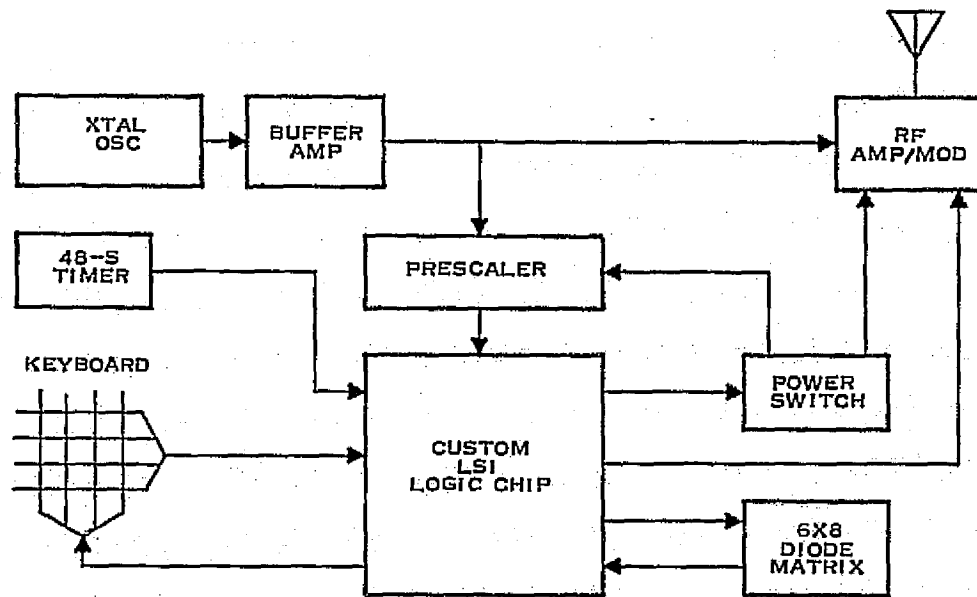 XTAL
OSC
BUFFER
AMP
RF
AMP/MOD
48-S
TIMER
PRESCALER
KEYBOARD
POWER
SWITCH
CUSTOM
LSI
LOGIC CHIP
6X8
DIODE
MATRIX